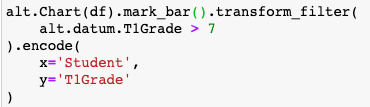 alt.Chart(df).mark_bar().transform_filter(
    alt.datum.T1Grade > 7
).encode(
    x='Student',
    y='T1Grade'
)